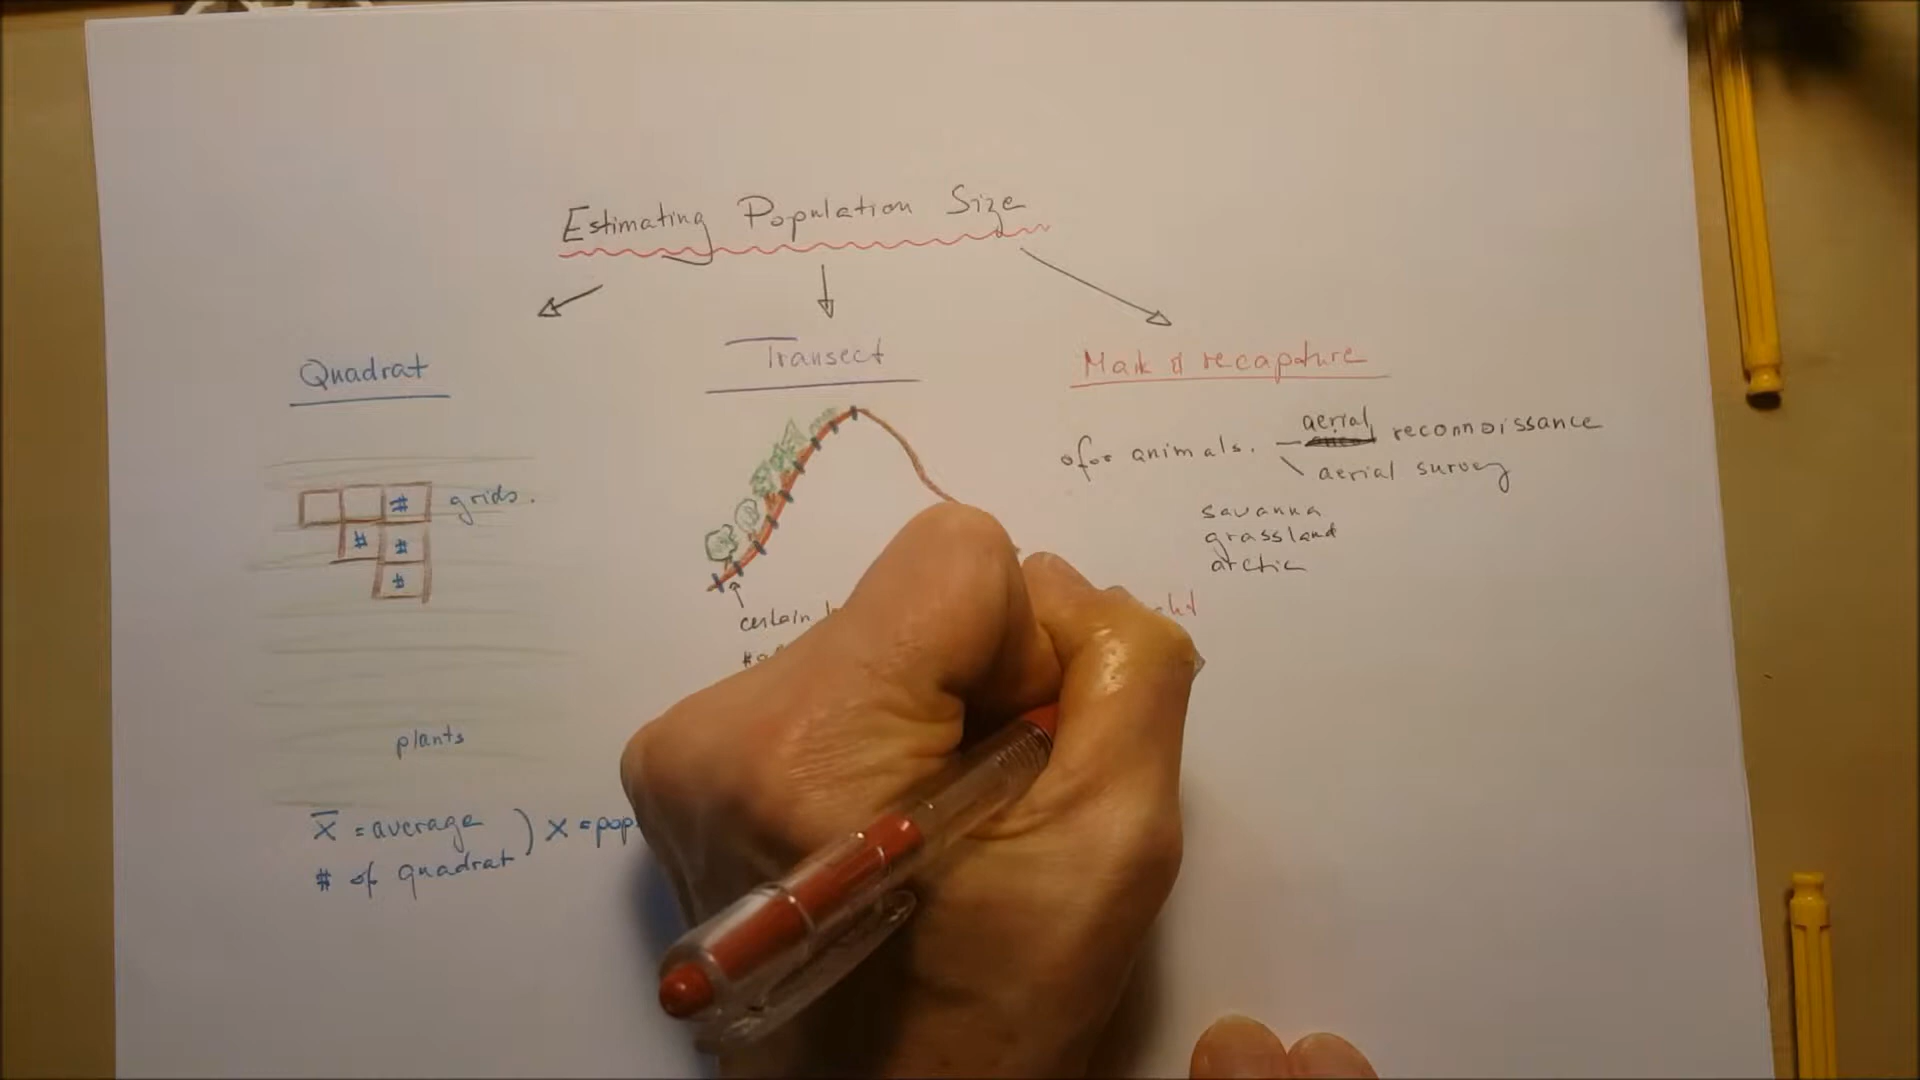 Estimating Population Size
Quadrat
# grids.
# #
#
plants
X̄ = average ) X = pop
# of quadrat
Transect
certain
Mark & recapture
for animals. - aerial reconnoissance
\ aerial survey
savanna
grassland
arctic